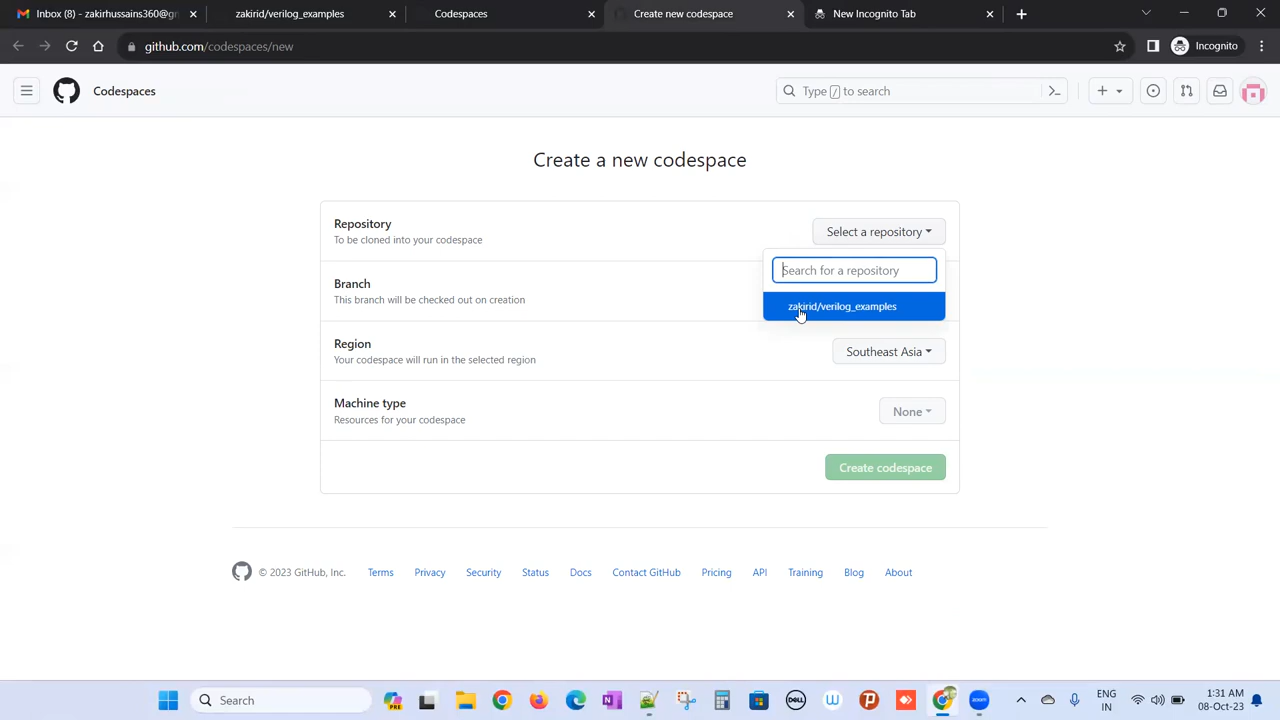 Inbox (8) - zakirhussains360@gm
zakirid/verilog_examples
Codespaces
Create new codespace
New Incognito Tab
github.com/codespaces/new
Incognito
Codespaces
Type / to search
Create a new codespace
Repository
To be cloned into your codespace
Select a repository
Search for a repository
zakirid/verilog_examples
Branch
This branch will be checked out on creation
Region
Your codespace will run in the selected region
Southeast Asia
Machine type
Resources for your codespace
None
Create codespace
© 2023 GitHub, Inc. Terms Privacy Security Status Docs Contact GitHub Pricing API Training Blog About
Search
PRE
DELL
zoom
ENG
IN
1:31 AM
08-Oct-23